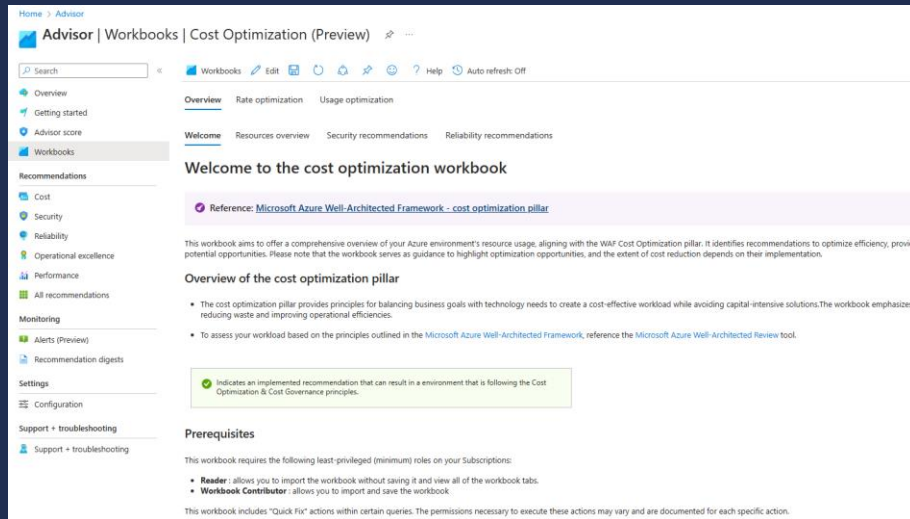 Home > Advisor
Advisor | Workbooks | Cost Optimization (Preview)
Search
Workbooks Edit Help Auto refresh: Off
Overview
Getting started
Advisor score
Workbooks
Recommendations
Cost
Security
Reliability
Operational excellence
Performance
All recommendations
Monitoring
Alerts (Preview)
Recommendation digests
Settings
Configuration
Support + troubleshooting
Support + troubleshooting
Overview Rate optimization Usage optimization
Welcome Resources overview Security recommendations Reliability recommendations
Welcome to the cost optimization workbook
Reference: Microsoft Azure Well-Architected Framework - cost optimization pillar
This workbook aims to offer a comprehensive overview of your Azure environment's resource usage, aligning with the WAF Cost Optimization pillar. It identifies recommendations to optimize efficiency, provi
potential opportunities. Please note that the workbook serves as guidance to highlight optimization opportunities, and the extent of cost reduction depends on their implementation.
Overview of the cost optimization pillar
• The cost optimization pillar provides principles for balancing business goals with technology needs to create a cost-effective workload while avoiding capital-intensive solutions.The workbook emphasizes
reducing waste and improving operational efficiencies.
• To assess your workload based on the principles outlined in the Microsoft Azure Well-Architected Framework, reference the Microsoft Azure Well-Architected Review tool.
Indicates an implemented recommendation that can result in a environment that is following the Cost
Optimization & Cost Governance principles.
Prerequisites
This workbook requires the following least-privileged (minimum) roles on your Subscriptions:
• Reader : allows you to import the workbook without saving it and view all of the workbook tabs.
• Workbook Contributor : allows you to import and save the workbook
This workbook includes "Quick Fix" actions within certain queries. The permissions necessary to execute these actions may vary and are documented for each specific action.